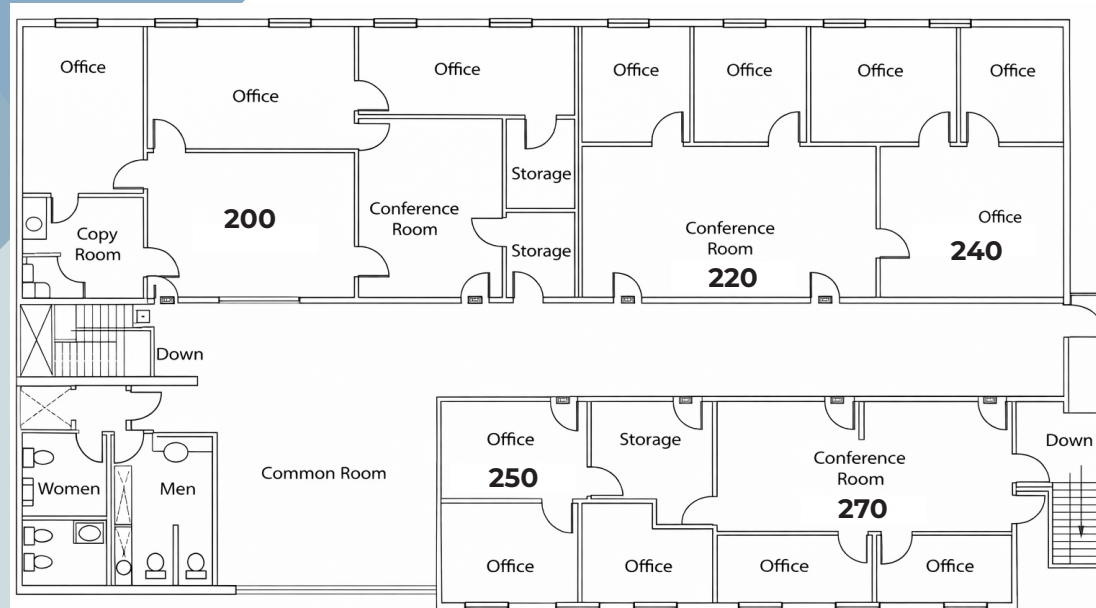 Office
Office
Office
Office
Office
Office
Office
Storage
200
Conference
Room
Copy
Room
Storage
Conference
Room
220
Office
240
Down
Office
250
Storage
Conference
Room
270
Down
Common Room
Women
Men
Office
Office
Office
Office